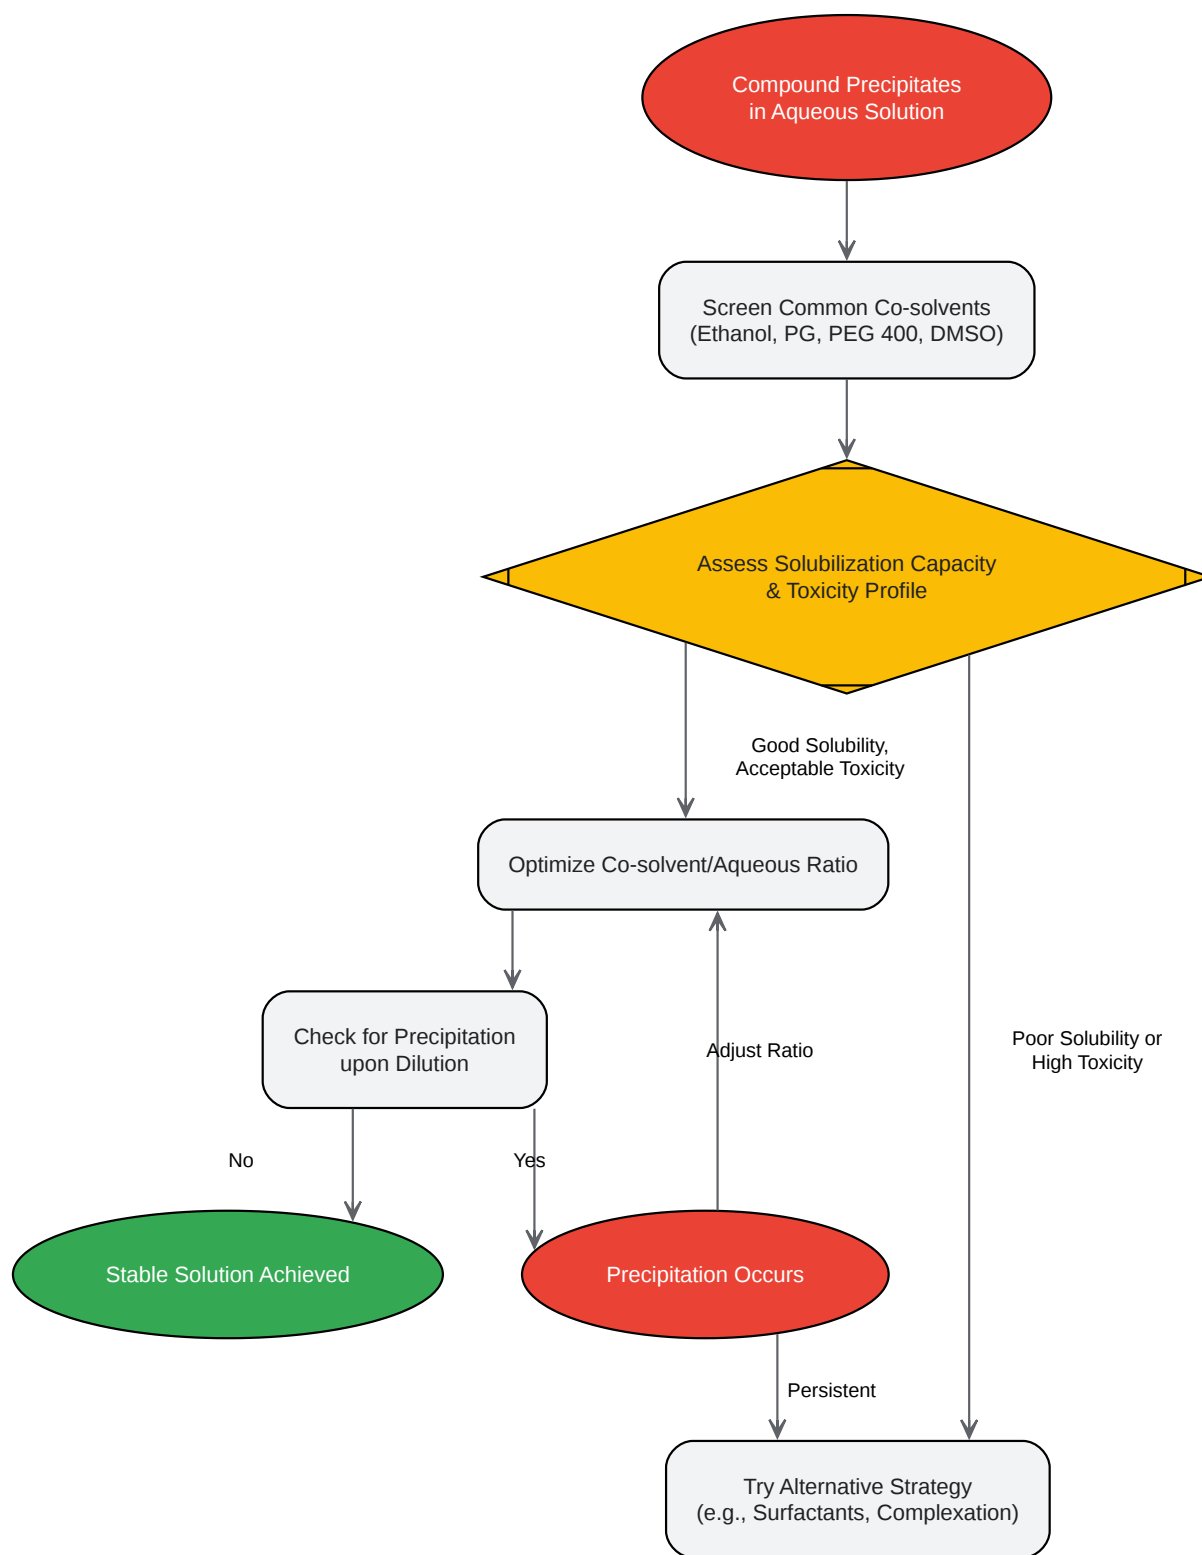 Compound Precipitates
in Aqueous Solution
Screen Common Co-solvents
(Ethanol, PG, PEG 400, DMSO)
Assess Solubilization Capacity
& Toxicity Profile
Good Solubility,
Acceptable Toxicity
Optimize Co-solvent/Aqueous Ratio
Check for Precipitation
upon Dilution
Adjust Ratio
Poor Solubility or
High Toxicity
No
Yes
Stable Solution Achieved
Precipitation Occurs
Persistent
Try Alternative Strategy
(e.g., Surfactants, Complexation)